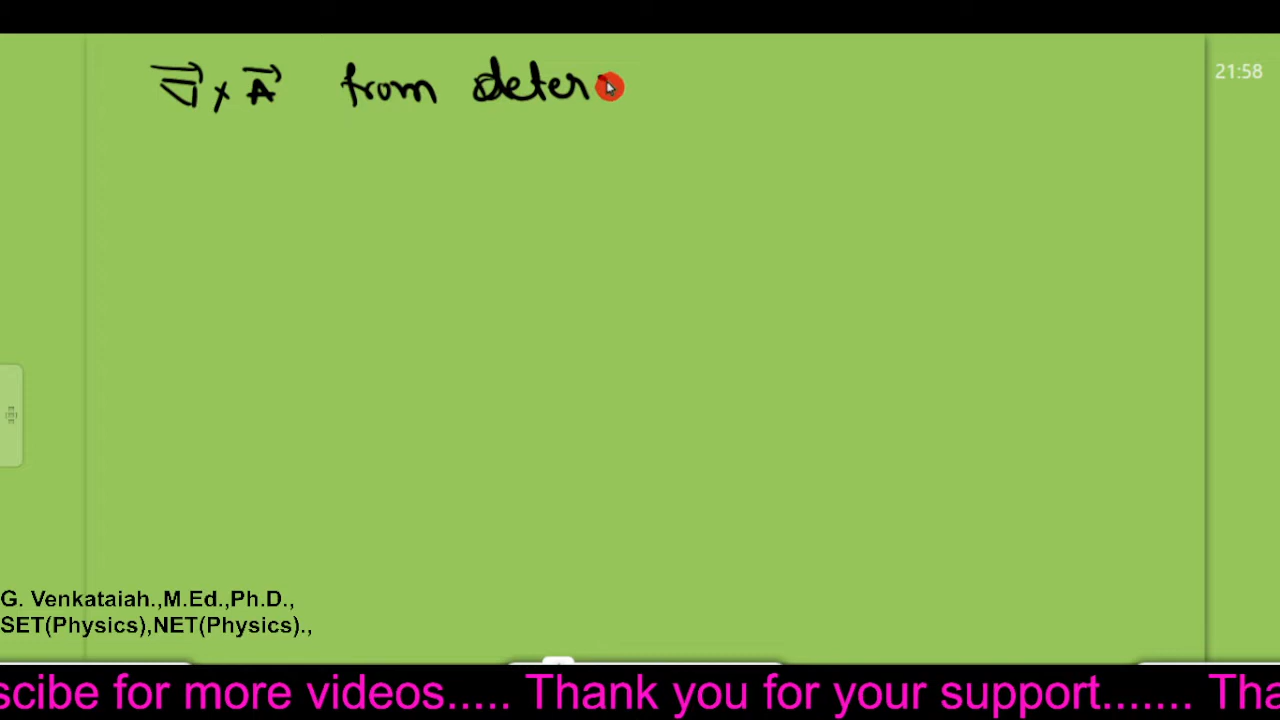 ∇⃗ × A⃗ from deter
21:58
G. Venkataiah.,M.Ed.,Ph.D.,
SET(Physics),NET(Physics).,
scibe for more videos..... Thank you for your support....... Tha